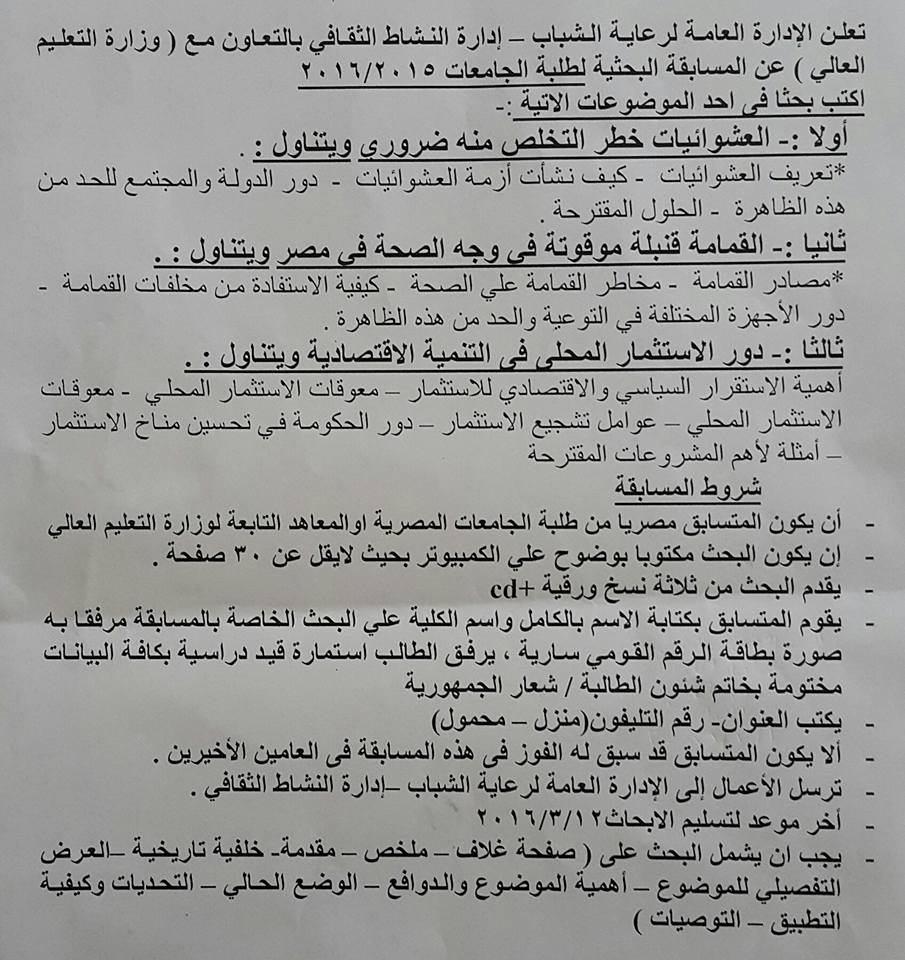 تعلن الإدارة العامة لرعاية الشباب – إدارة النشاط الثقافي بالتعاون مع ( وزارة التعليم
العالي ) عن المسابقة البحثية لطلبة الجامعات ٢٠١٦/٢٠١٥
اكتب بحثا فى احد الموضوعات الاتية :-
أولا :- العشوائيات خطر التخلص منه ضروري ويتناول : .
*تعريف العشوائيات - كيف نشأت أزمة العشوائيات - دور الدولة والمجتمع للحد من
هذه الظاهرة - الحلول المقترحة .
ثانيا :- القمامة قنبلة موقوتة في وجه الصحة في مصر ويتناول : .
*مصادر القمامة - مخاطر القمامة علي الصحة - كيفية الاستفادة من مخلفات القمامة -
دور الأجهزة المختلفة في التوعية والحد من هذه الظاهرة .
ثالثا :- دور الاستثمار المحلى فى التنمية الاقتصادية ويتناول : .
أهمية الاستقرار السياسي والاقتصادي للاستثمار – معوقات الاستثمار المحلي - معوقات
الاستثمار المحلي – عوامل تشجيع الاستثمار – دور الحكومة في تحسين مناخ الاستثمار
– أمثلة لأهم المشروعات المقترحة
شروط المسابقة
- أن يكون المتسابق مصريا من طلبة الجامعات المصرية اوالمعاهد التابعة لوزارة التعليم العالي
- إن يكون البحث مكتوبا بوضوح علي الكمبيوتر بحيث لايقل عن ٣٠ صفحة .
- يقدم البحث من ثلاثة نسخ ورقية +cd
- يقوم المتسابق بكتابة الاسم بالكامل واسم الكلية علي البحث الخاصة بالمسابقة مرفقا به
صورة بطاقة الرقم القومي سارية ، يرفق الطالب استمارة قيد دراسية بكافة البيانات
مختومة بخاتم شئون الطالبة / شعار الجمهورية
- يكتب العنوان- رقم التليفون(منزل – محمول)
- ألا يكون المتسابق قد سبق له الفوز فى هذه المسابقة فى العامين الأخيرين .
- ترسل الأعمال إلى الإدارة العامة لرعاية الشباب –إدارة النشاط الثقافي .
- أخر موعد لتسليم الابحاث٢٠١٦/٣/١٢
- يجب ان يشمل البحث على ( صفحة غلاف – ملخص – مقدمة- خلفية تاريخية –العرض
التفصيلي للموضوع – أهمية الموضوع والدوافع – الوضع الحالي – التحديات وكيفية
التطبيق – التوصيات )